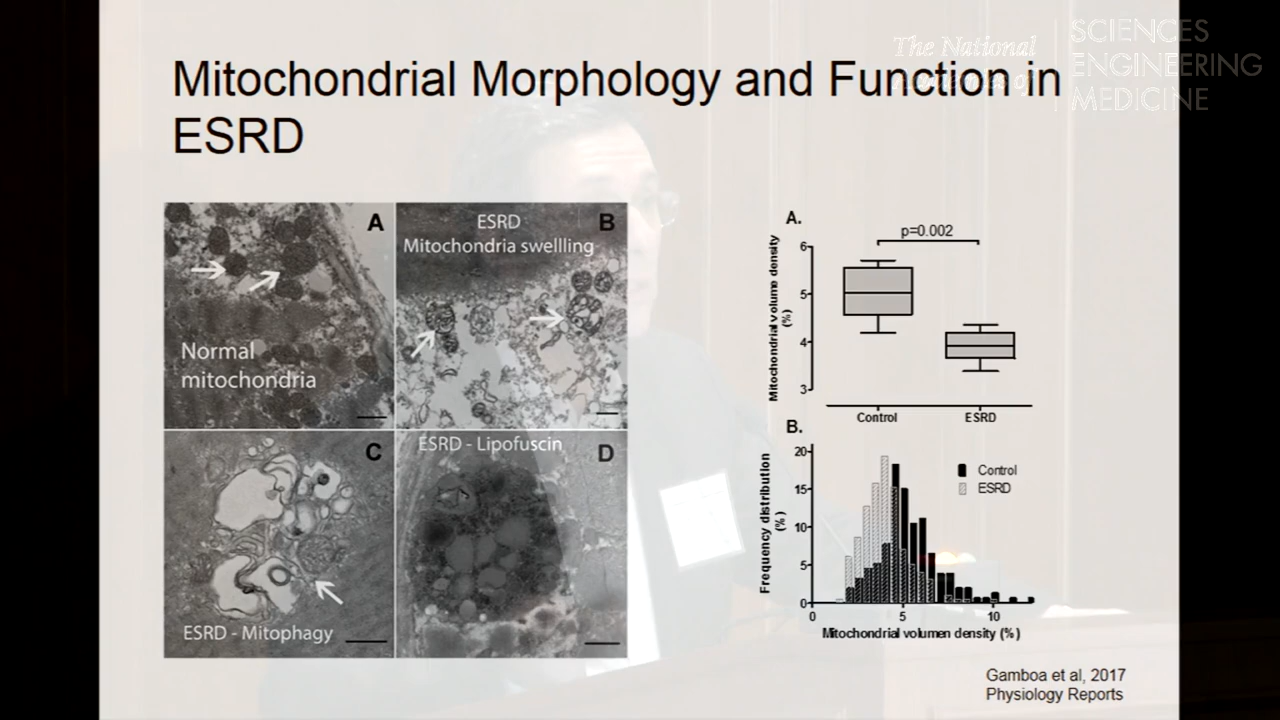 The National
Academies of
SCIENCES
ENGINEERING
MEDICINE
Mitochondrial Morphology and Function in
ESRD
A
Normal
mitochondria
ESRD
B
Mitochondria swellling
C
ESRD - Mitophagy
ESRD - Lipofuscin
D
A.
p=0.002
Mitochondrial volume density
(%)
6
5
4
3
Control
ESRD
B.
Frequency distribution
(%)
20
15
10
5
0
Control
ESRD
0
5
10
Mitochondrial volumen density (%)
Gamboa et al, 2017
Physiology Reports